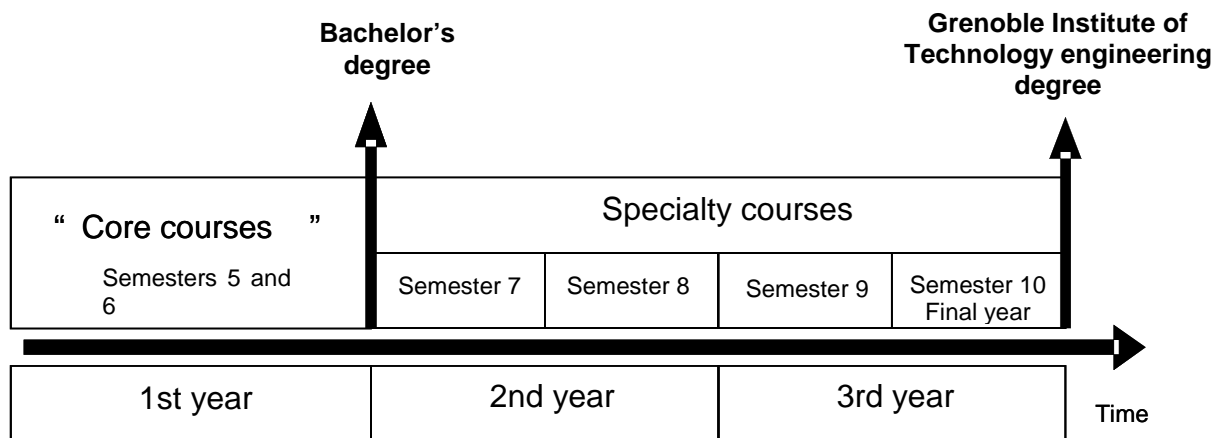 Bachelor's
degree
Grenoble Institute of
Technology engineering
degree
“ Core courses ”
Semesters 5 and
6
Specialty courses
Semester 7
Semester 8
Semester 9
Semester 10
Final year
1st year
2nd year
3rd year
Time